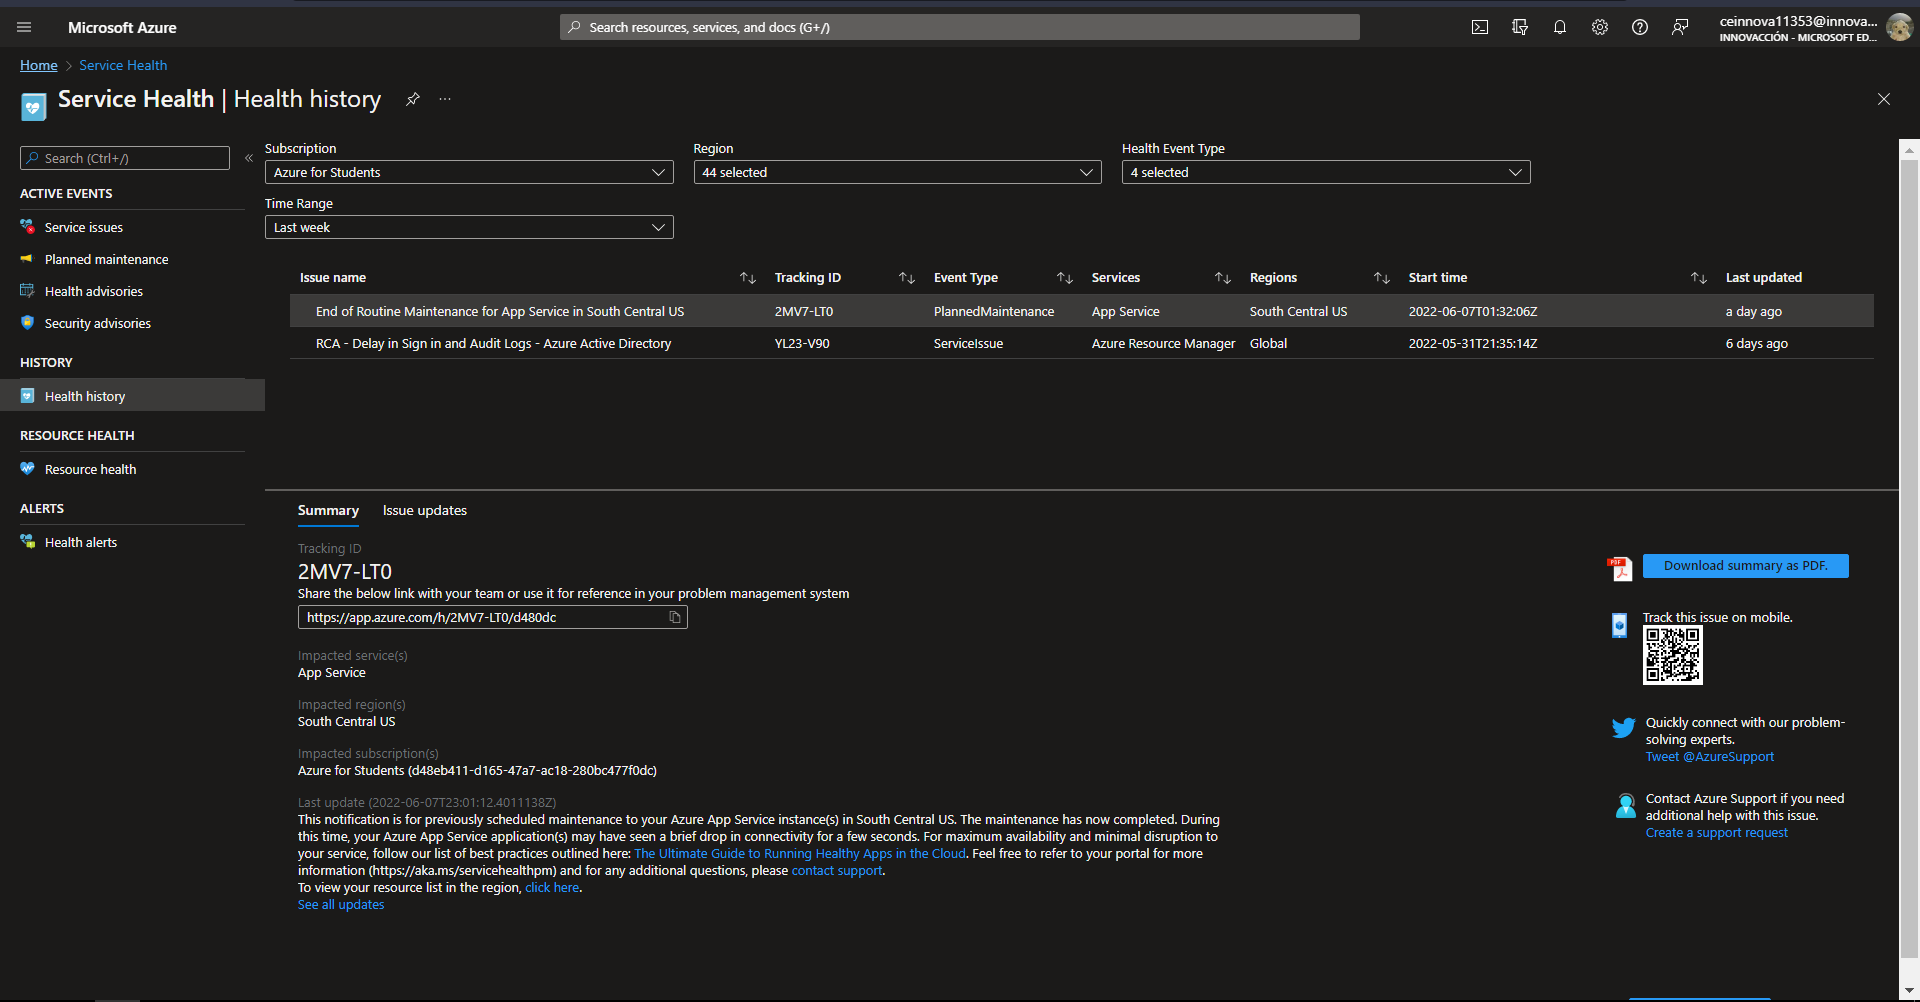 Microsoft Azure
Search resources, services, and docs (G+/)
ceinnova11353@innova...
INNOVACCIÓN - MICROSOFT ED...
Home > Service Health
Service Health | Health history
...
Search (Ctrl+/)
«
ACTIVE EVENTS
Service issues
Planned maintenance
Health advisories
Security advisories
HISTORY
Health history
RESOURCE HEALTH
Resource health
ALERTS
Health alerts
Subscription
Azure for Students
Region
44 selected
Health Event Type
4 selected
Time Range
Last week
Issue name Tracking ID Event Type Services Regions Start time Last updated
End of Routine Maintenance for App Service in South Central US 2MV7-LT0 PlannedMaintenance App Service South Central US 2022-06-07T01:32:06Z a day ago
RCA - Delay in Sign in and Audit Logs - Azure Active Directory YL23-V90 ServiceIssue Azure Resource Manager Global 2022-05-31T21:35:14Z 6 days ago
Summary Issue updates
Tracking ID
2MV7-LT0
Share the below link with your team or use it for reference in your problem management system
https://app.azure.com/h/2MV7-LT0/d480dc
Impacted service(s)
App Service
Impacted region(s)
South Central US
Impacted subscription(s)
Azure for Students (d48eb411-d165-47a7-ac18-280bc477f0dc)
Last update (2022-06-07T23:01:12.4011138Z)
This notification is for previously scheduled maintenance to your Azure App Service instance(s) in South Central US. The maintenance has now completed. During
this time, your Azure App Service application(s) may have seen a brief drop in connectivity for a few seconds. For maximum availability and minimal disruption to
your service, follow our list of best practices outlined here: The Ultimate Guide to Running Healthy Apps in the Cloud. Feel free to refer to your portal for more
information (https://aka.ms/servicehealthpm) and for any additional questions, please contact support.
To view your resource list in the region, click here.
See all updates
PDF
Download summary as PDF.
Track this issue on mobile.
Quickly connect with our problem-
solving experts.
Tweet @AzureSupport
Contact Azure Support if you need
additional help with this issue.
Create a support request